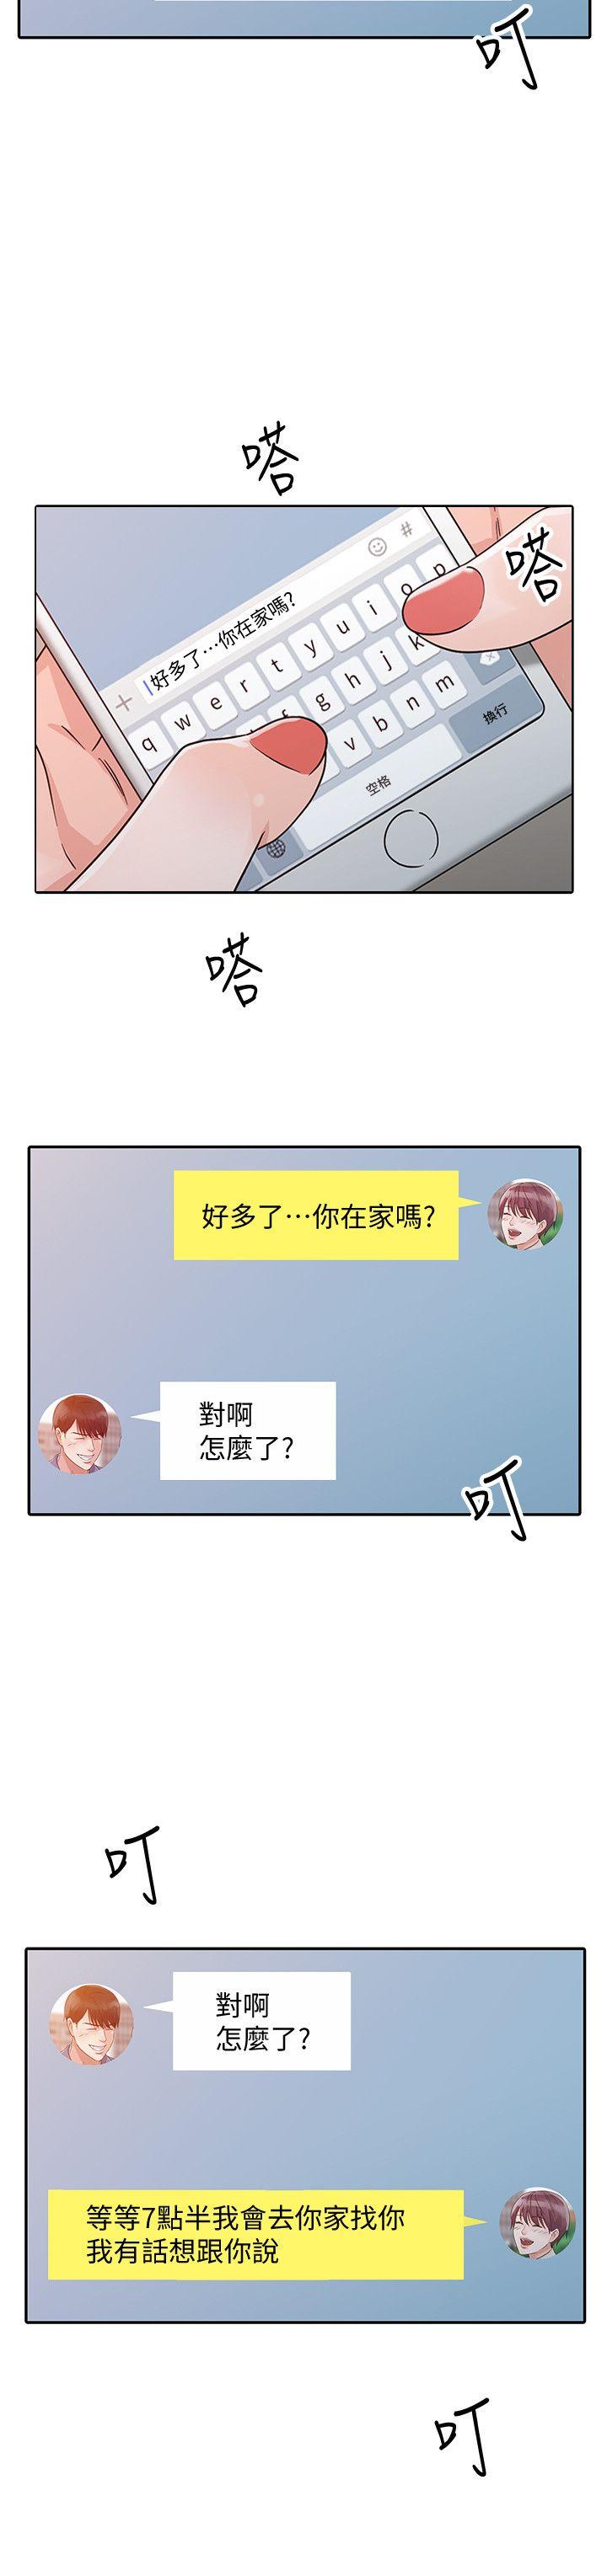 叮
嗒
嗒
# 
好多了…你在家嗎?
q w e r t y u i o p
f g h j k
v b n m
空格
換行
嗒
好多了…你在家嗎?
對啊
怎麼了?
叮
叮
對啊
怎麼了?
等等7點半我會去你家找你
我有話想跟你說
叮